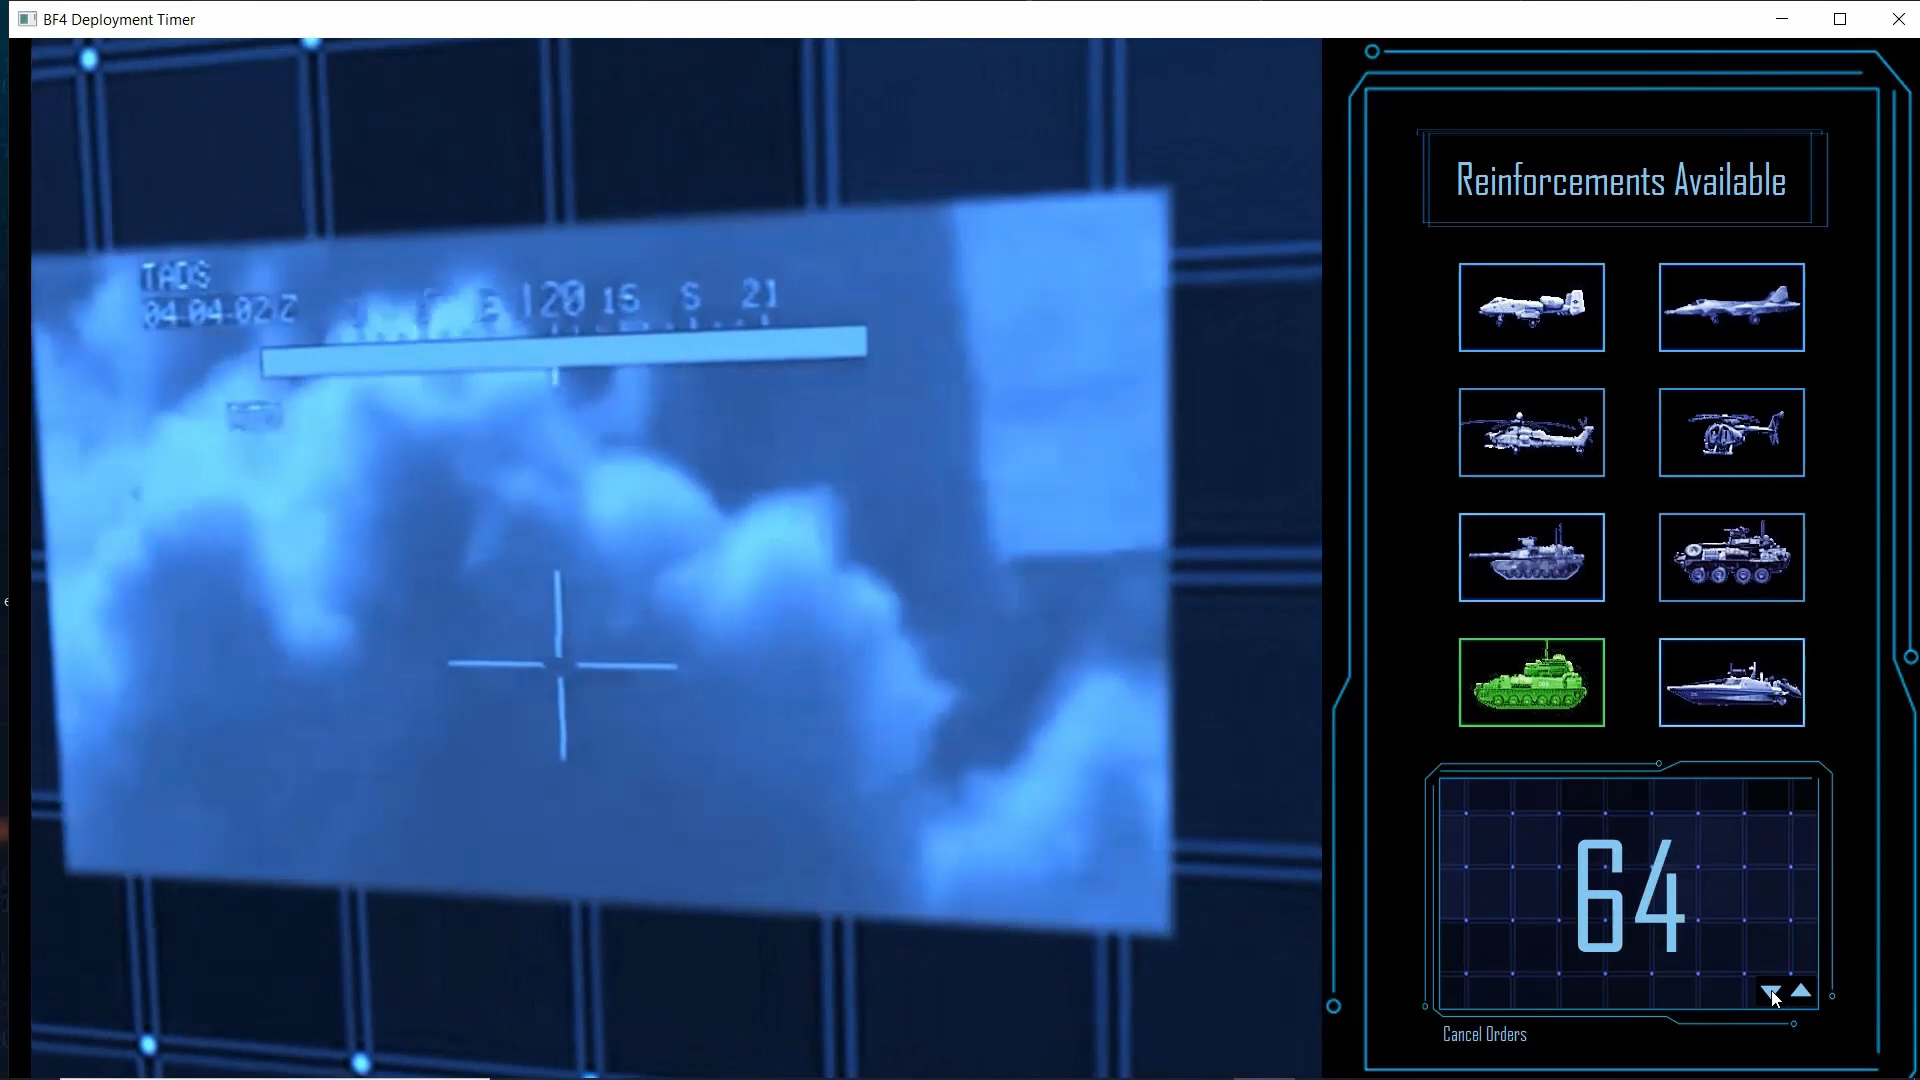 BF4 Deployment Timer
TADS
120 15 S 21
04:04:02Z
Reinforcements Available
64
Cancel Orders